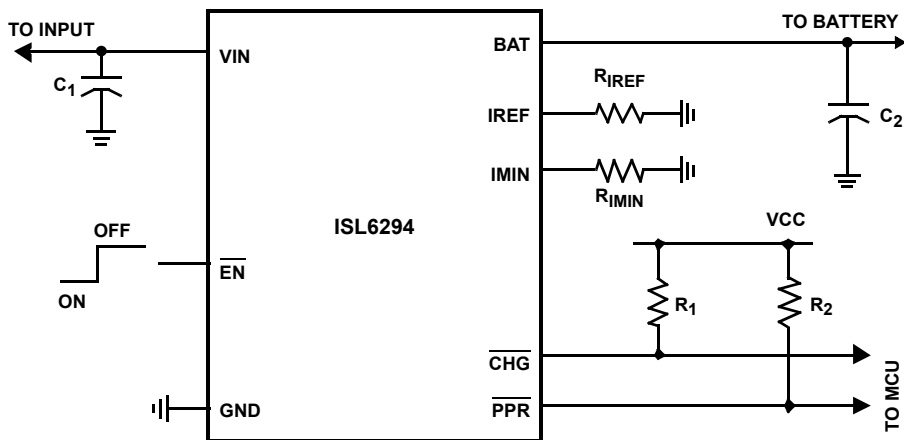 TO INPUT
C1
VIN
BAT
TO BATTERY
RIREF
IREF
C2
IMIN
RIMIN
ISL6294
VCC
OFF
ON
EN
R1
R2
CHG
GND
PPR
TO MCU